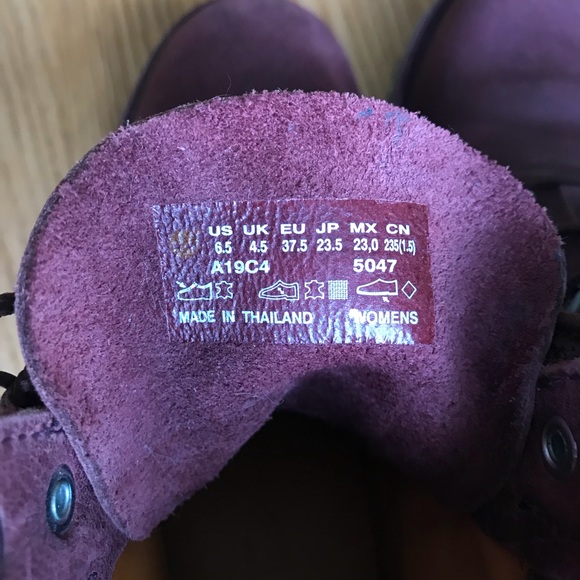 US UK EU JP MX CN
6.5 4.5 37.5 23.5 23,0 235(1.5)
A19C4 5047
MADE IN THAILAND WOMENS